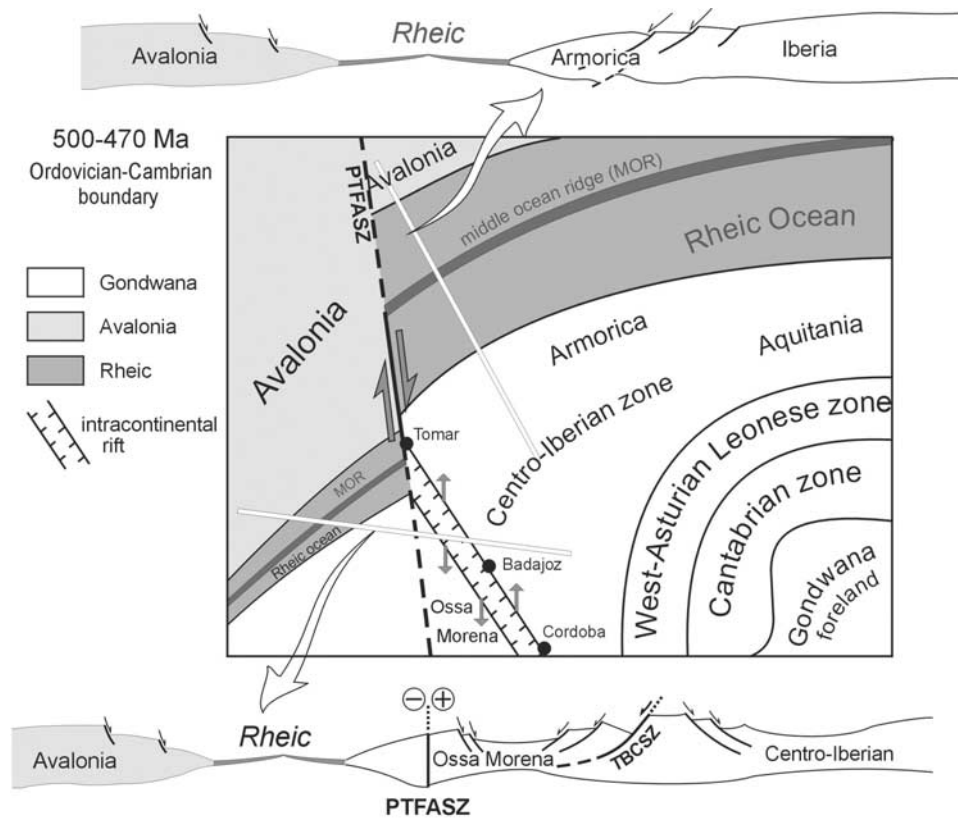 Rheic
Avalonia
Armorica
Iberia
500-470 Ma
Ordovician-Cambrian
boundary
Gondwana
Avalonia
Rheic
intracontinental
rift
Avalonia
PTFASZ
middle ocean ridge (MOR)
Rheic Ocean
Avalonia
Armorica
Aquitania
Centro-Iberian zone
West-Asturian Leonese zone
Cantabrian zone
Gondwana
foreland
Tomar
MOR
Rheic ocean
Badajoz
Ossa
Morena
Cordoba
Rheic
− +
Avalonia
Ossa Morena
TBCSZ
Centro-Iberian
PTFASZ